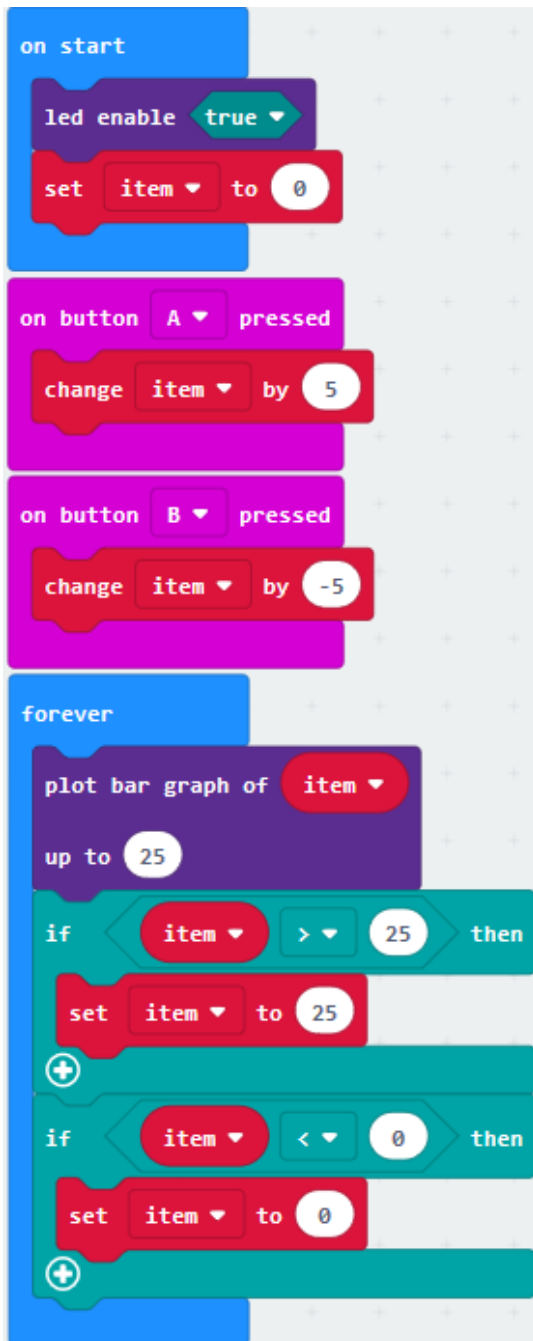 on start
led enable true
set item to 0
on button A pressed
change item by 5
on button B pressed
change item by -5
forever
plot bar graph of item
up to 25
if item > 25 then
set item to 25
if item < 0 then
set item to 0